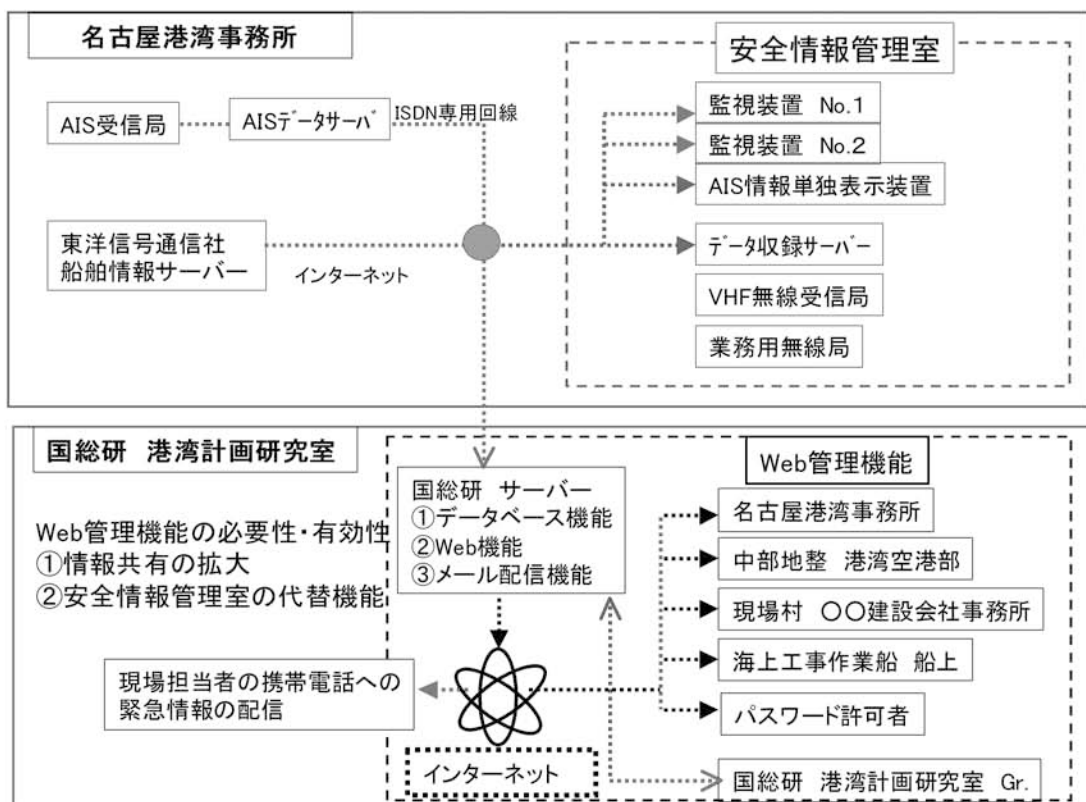 名古屋港湾事務所
安全情報管理室
AIS受信局
AISデータサーバ
ISDN専用回線
監視装置 No.1
監視装置 No.2
AIS情報単独表示装置
東洋信号通信社
船舶情報サーバー
インターネット
データ収録サーバー
VHF無線受信局
業務用無線局
国総研 港湾計画研究室
Web管理機能の必要性・有効性
①情報共有の拡大
②安全情報管理室の代替機能
国総研 サーバー
①データベース機能
②Web機能
③メール配信機能
Web管理機能
名古屋港湾事務所
中部地整 港湾空港部
現場村 〇〇建設会社事務所
海上工事作業船 船上
パスワード許可者
現場担当者の携帯電話への
緊急情報の配信
インターネット
国総研 港湾計画研究室 Gr.